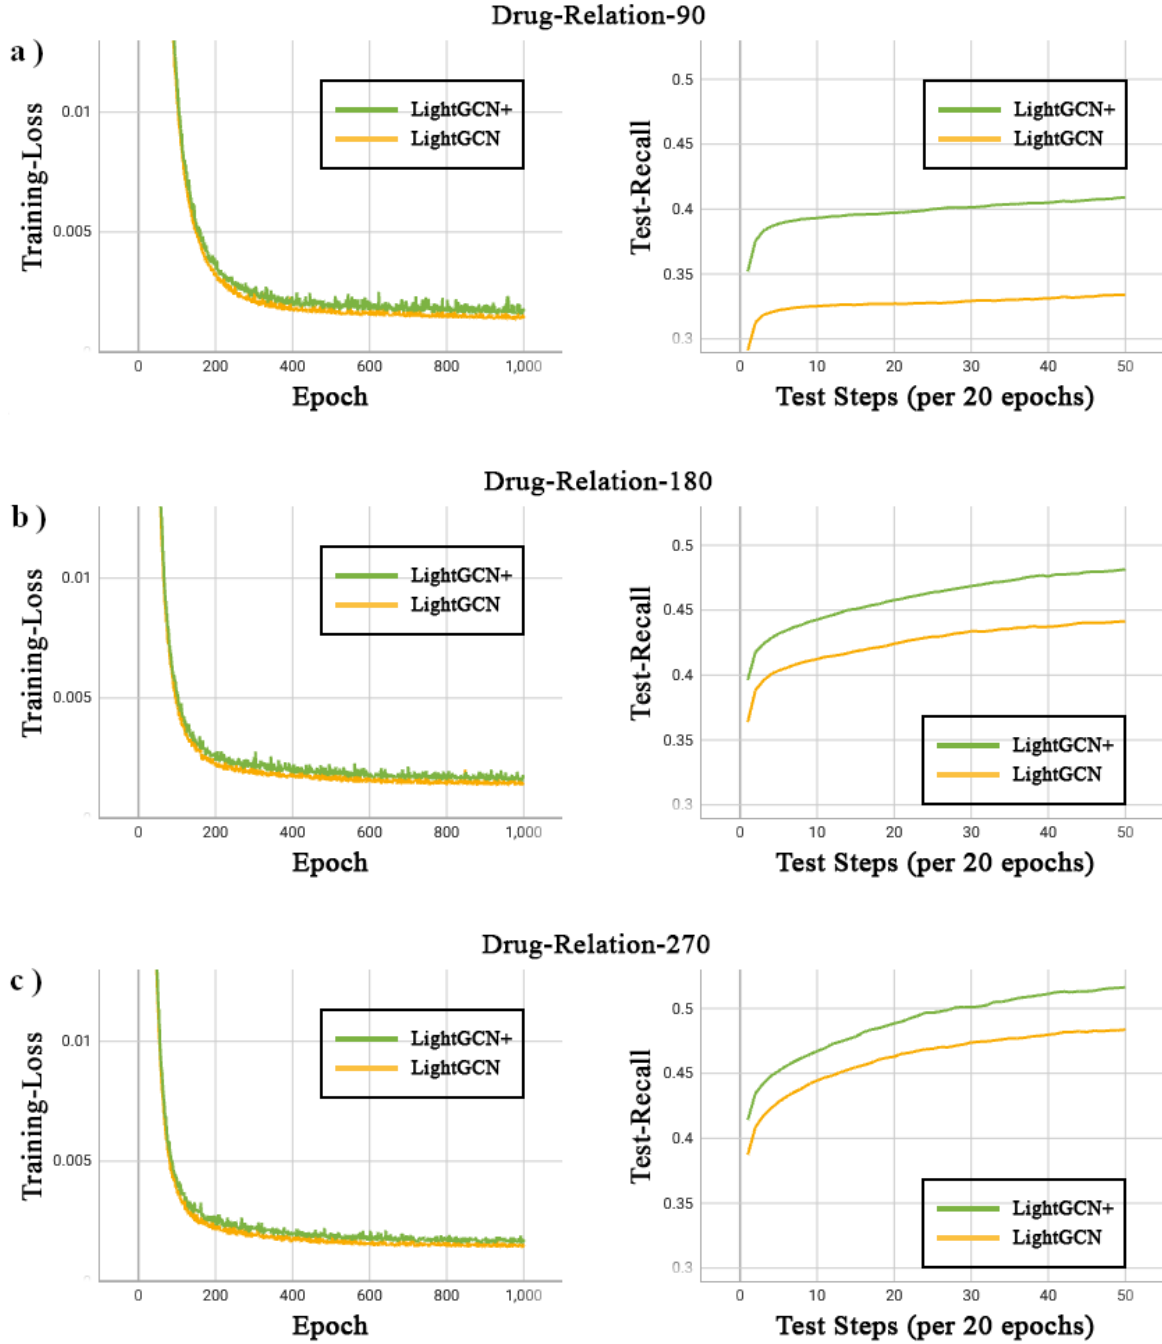 Drug-Relation-90
a )
Training-Loss
0.01
0.005
0
LightGCN+
LightGCN
0 200 400 600 800 1,000
Epoch
Test-Recall
0.5
0.45
0.4
0.35
0.3
LightGCN+
LightGCN
0 10 20 30 40 50
Test Steps (per 20 epochs)
Drug-Relation-180
b )
Training-Loss
0.01
0.005
0
LightGCN+
LightGCN
0 200 400 600 800 1,000
Epoch
Test-Recall
0.5
0.45
0.4
0.35
0.3
LightGCN+
LightGCN
0 10 20 30 40 50
Test Steps (per 20 epochs)
Drug-Relation-270
c )
Training-Loss
0.01
0.005
0
LightGCN+
LightGCN
0 200 400 600 800 1,000
Epoch
Test-Recall
0.5
0.45
0.4
0.35
0.3
LightGCN+
LightGCN
0 10 20 30 40 50
Test Steps (per 20 epochs)